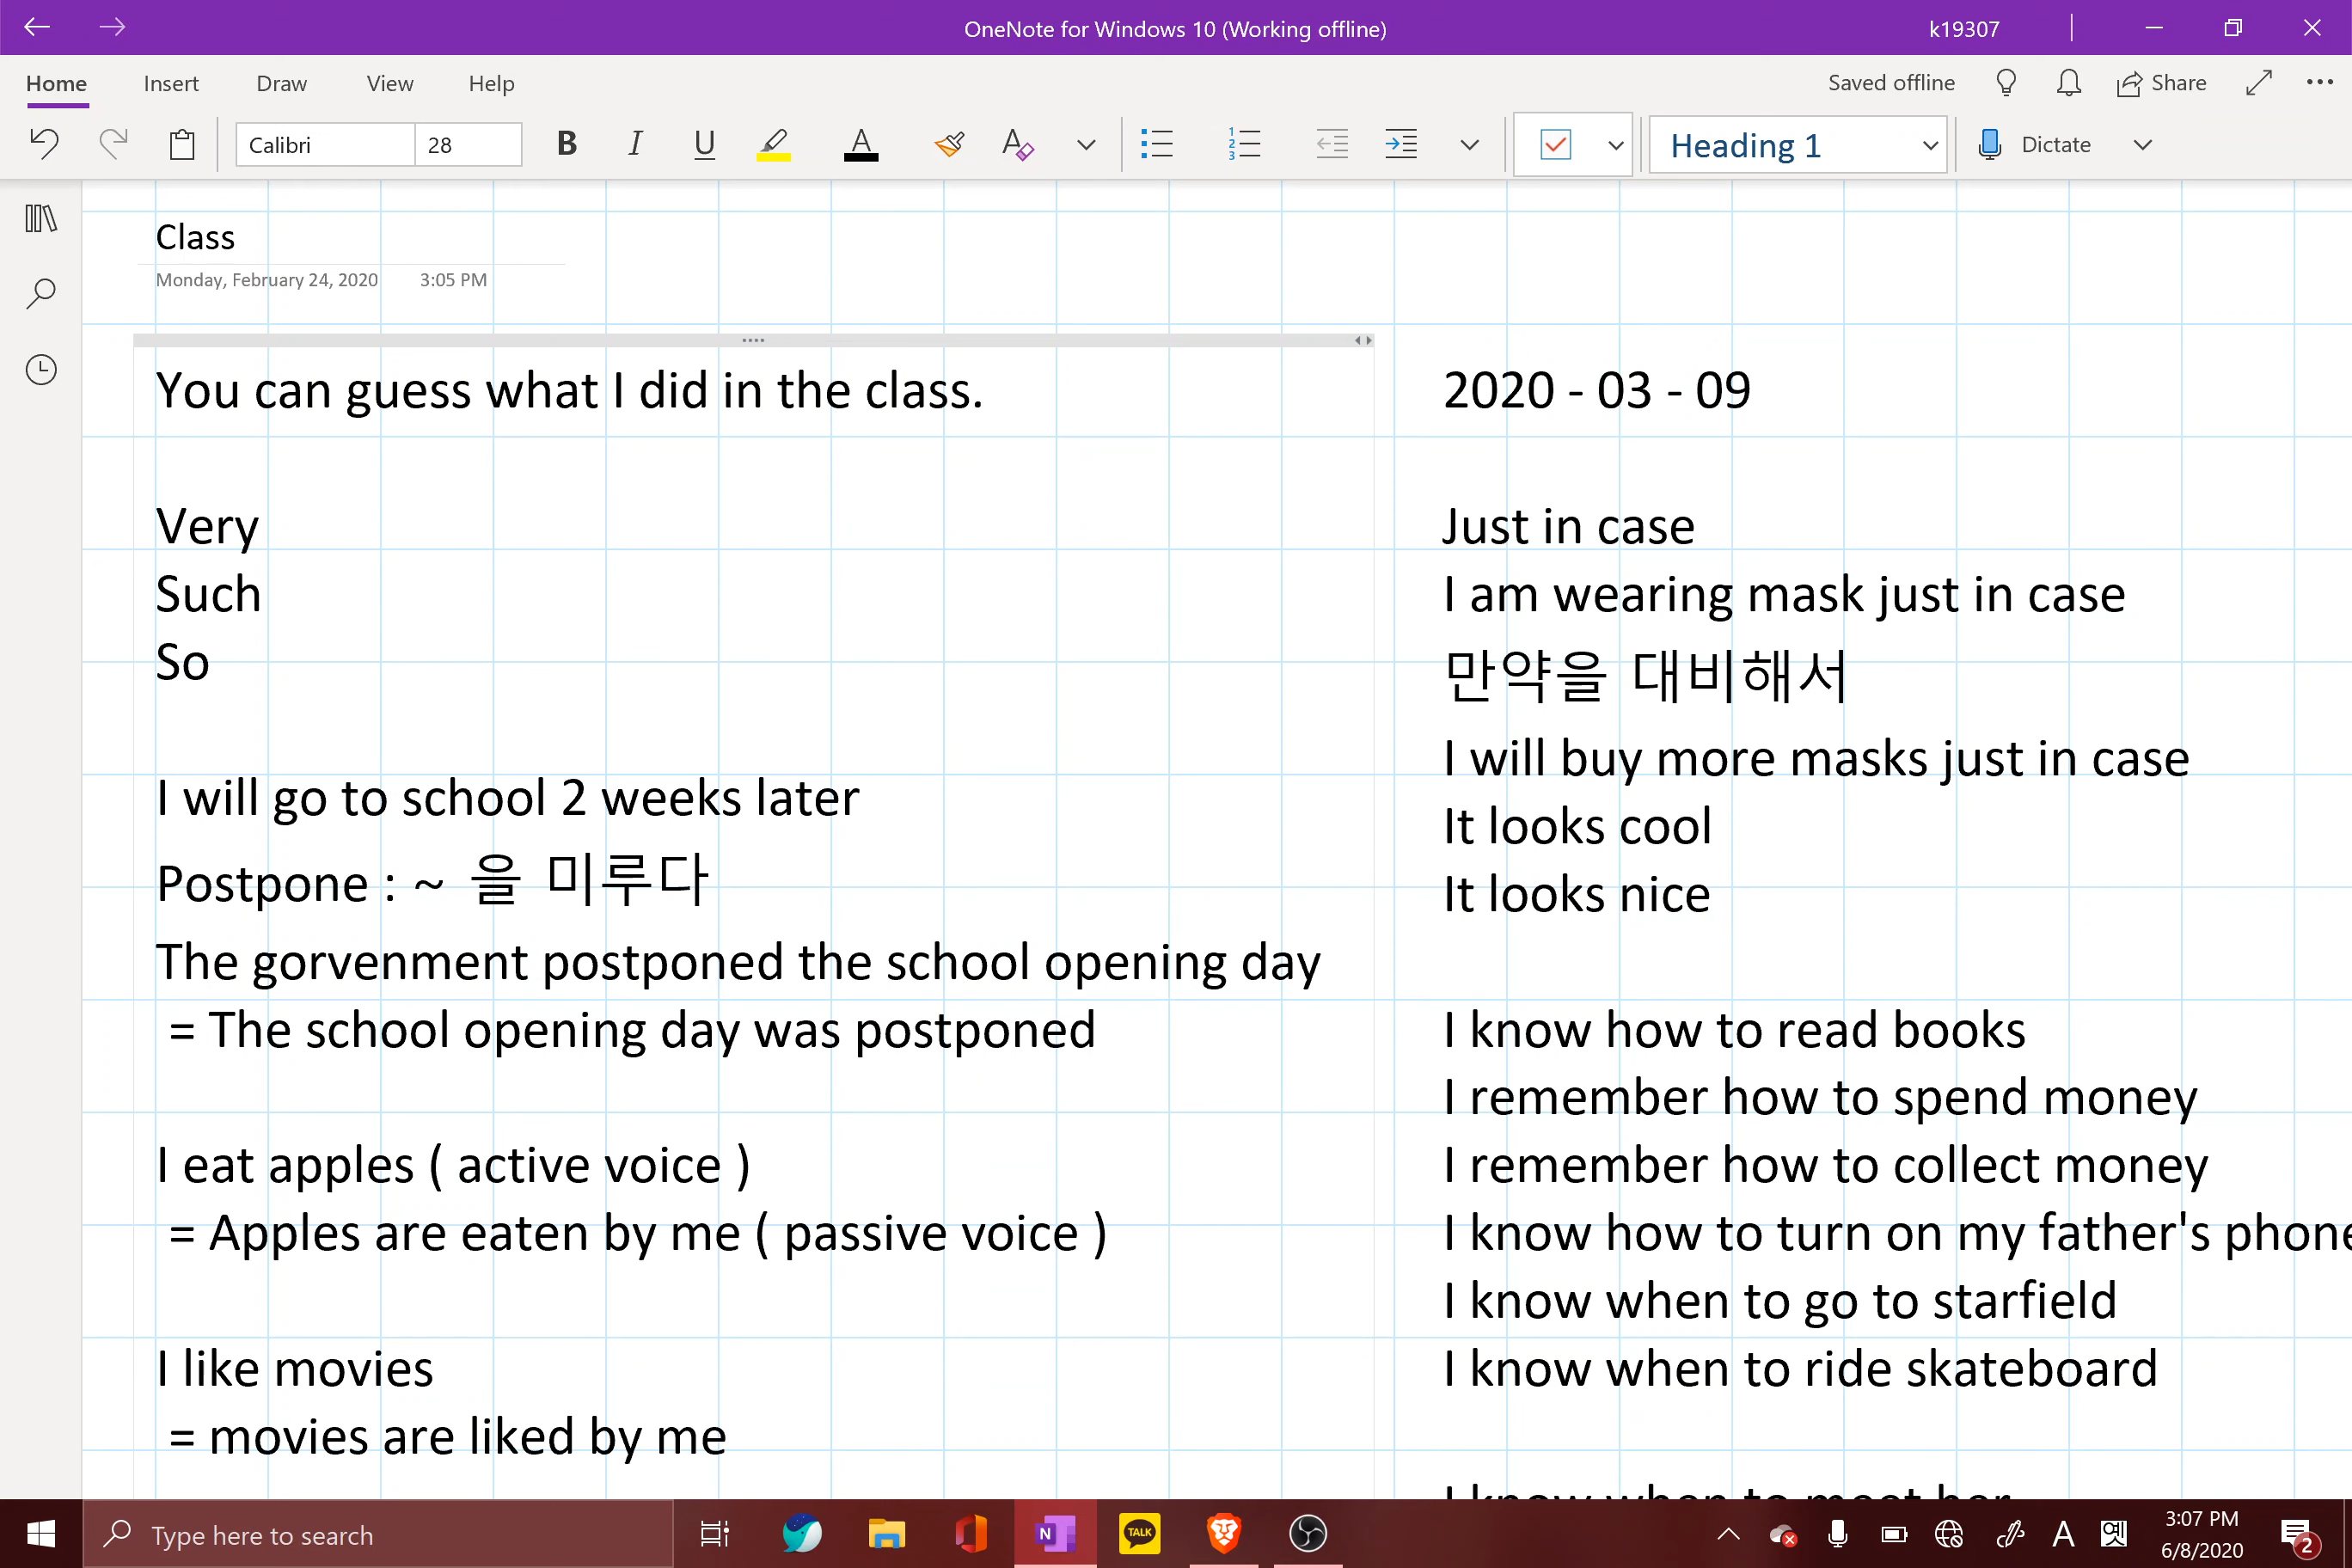 OneNote for Windows 10 (Working offline)
k19307
Home Insert Draw View Help
Saved offline Share
Calibri 28 B I U A A Heading 1 Dictate
Class
Monday, February 24, 2020 3:05 PM
You can guess what I did in the class.
Very
Such
So
I will go to school 2 weeks later
Postpone : ~ 을 미루다
The gorvenment postponed the school opening day
= The school opening day was postponed
I eat apples ( active voice )
= Apples are eaten by me ( passive voice )
I like movies
= movies are liked by me
2020 - 03 - 09
Just in case
I am wearing mask just in case
만약을 대비해서
I will buy more masks just in case
It looks cool
It looks nice
I know how to read books
I remember how to spend money
I remember how to collect money
I know how to turn on my father's phone
I know when to go to starfield
I know when to ride skateboard
I know when to meet her
Type here to search
N
TALK
A
3:07 PM
6/8/2020
2